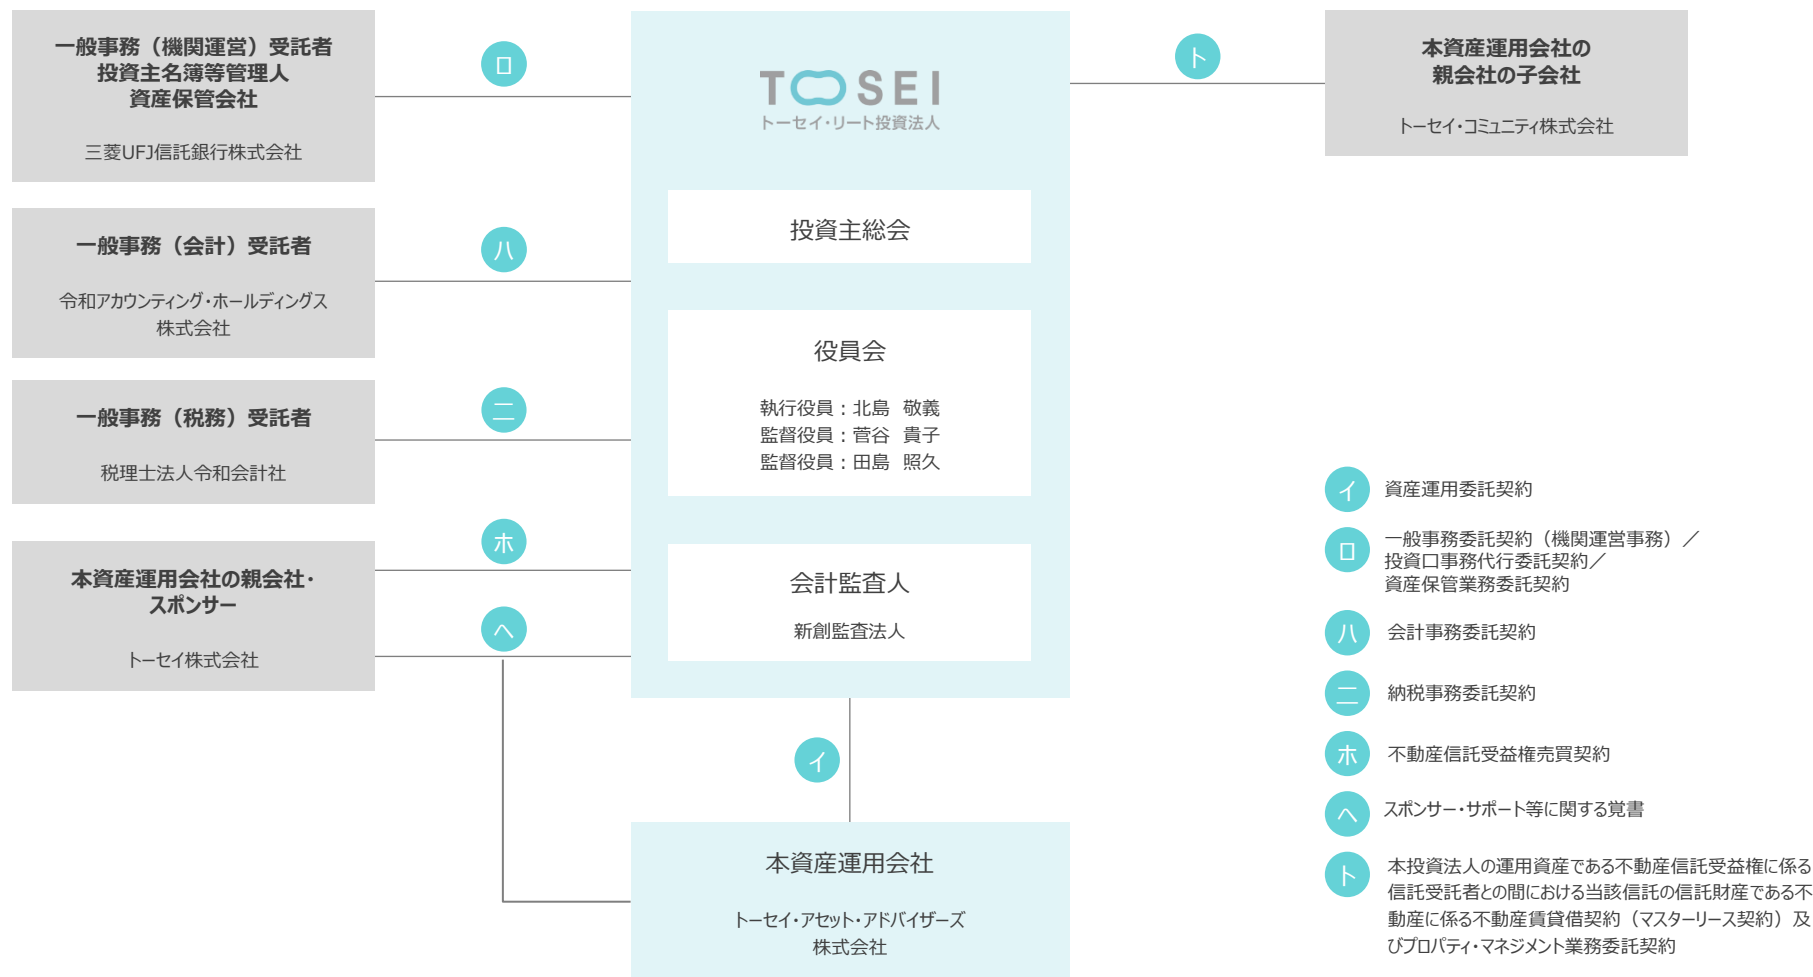 一般事務（機関運営）受託者
投資主名簿等管理人
資産保管会社
三菱UFJ信託銀行株式会社
ロ
一般事務（会計）受託者
令和アカウンティング・ホールディングス
株式会社
ハ
一般事務（税務）受託者
税理士法人令和会計社
ニ
本資産運用会社の親会社・
スポンサー
トーセイ株式会社
ホ
ヘ
TOSEI
トーセイ・リート投資法人
投資主総会
役員会
執行役員：北島 敬義
監督役員：菅谷 貴子
監督役員：田島 照久
会計監査人
新創監査法人
イ
本資産運用会社
トーセイ・アセット・アドバイザーズ
株式会社
ト
本資産運用会社の
親会社の子会社
トーセイ・コミュニティ株式会社
イ 資産運用委託契約
ロ 一般事務委託契約（機関運営事務）／
投資口事務代行委託契約／
資産保管業務委託契約
ハ 会計事務委託契約
ニ 納税事務委託契約
ホ 不動産信託受益権売買契約
ヘ スポンサー・サポート等に関する覚書
ト 本投資法人の運用資産である不動産信託受益権に係る
信託受託者との間における当該信託の信託財産である不
動産に係る不動産賃貸借契約（マスターリース契約）及
びプロパティ・マネジメント業務委託契約